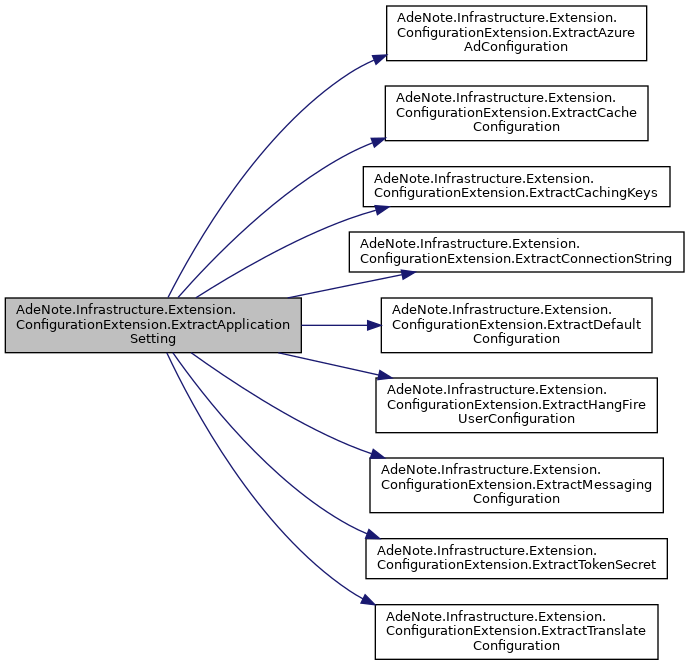 AdeNote.Infrastructure.Extension.
ConfigurationExtension.ExtractApplication
Setting
AdeNote.Infrastructure.Extension.
ConfigurationExtension.ExtractAzure
AdConfiguration
AdeNote.Infrastructure.Extension.
ConfigurationExtension.ExtractCache
Configuration
AdeNote.Infrastructure.Extension.
ConfigurationExtension.ExtractCachingKeys
AdeNote.Infrastructure.Extension.
ConfigurationExtension.ExtractConnectionString
AdeNote.Infrastructure.Extension.
ConfigurationExtension.ExtractDefault
Configuration
AdeNote.Infrastructure.Extension.
ConfigurationExtension.ExtractHangFire
UserConfiguration
AdeNote.Infrastructure.Extension.
ConfigurationExtension.ExtractMessaging
Configuration
AdeNote.Infrastructure.Extension.
ConfigurationExtension.ExtractTokenSecret
AdeNote.Infrastructure.Extension.
ConfigurationExtension.ExtractTranslate
Configuration